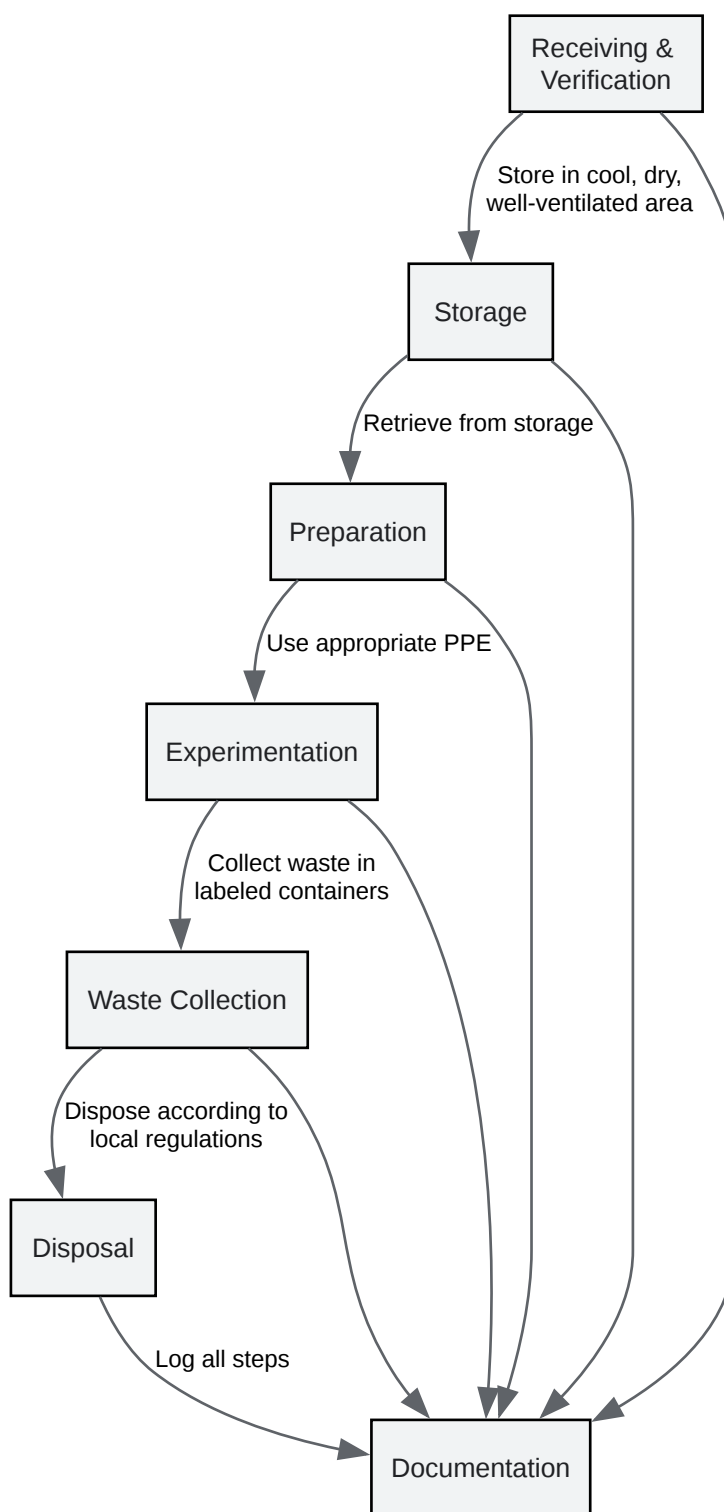 Receiving &
Verification
Store in cool, dry,
well-ventilated area
Storage
Retrieve from storage
Preparation
Use appropriate PPE
Experimentation
Collect waste in
labeled containers
Waste Collection
Dispose according to
local regulations
Disposal
Log all steps
Documentation